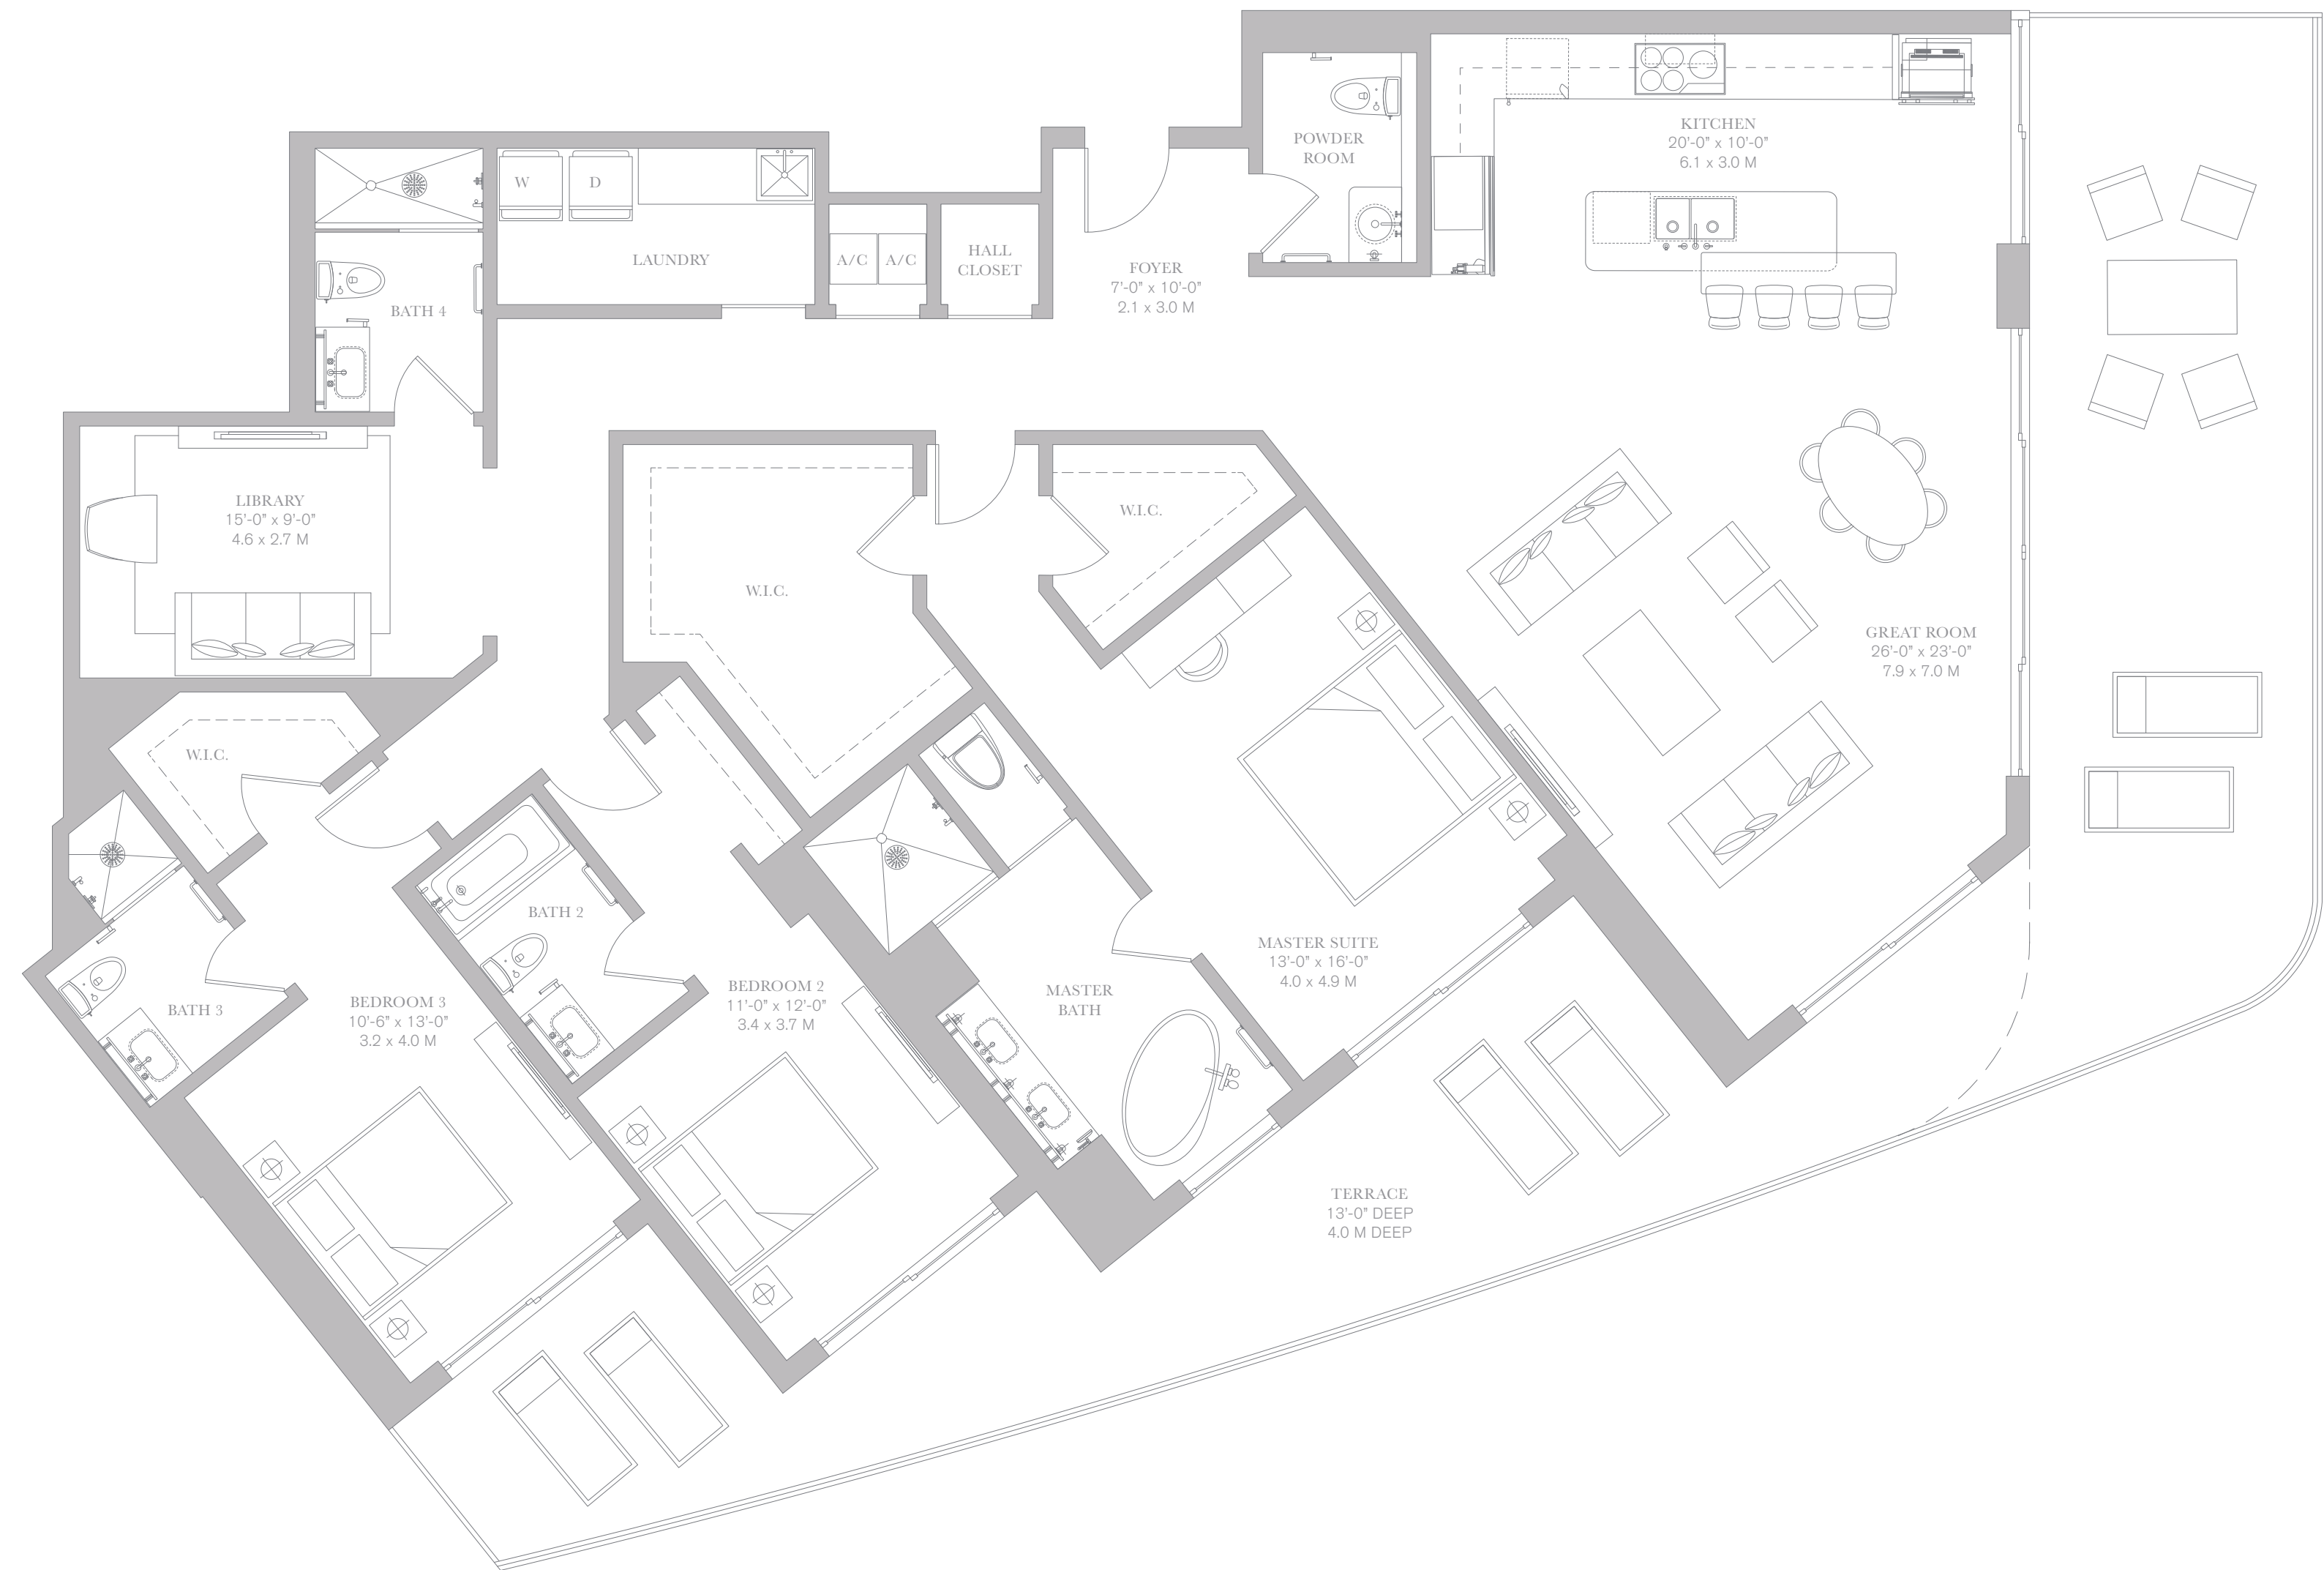 KITCHEN
20'-0" x 10'-0"
6.1 x 3.0 M
POWDER
ROOM
W
D
LAUNDRY
A/C
A/C
HALL
CLOSET
FOYER
7'-0" x 10'-0"
2.1 x 3.0 M
BATH 4
LIBRARY
15'-0" x 9'-0"
4.6 x 2.7 M
W.I.C.
W.I.C.
GREAT ROOM
26'-0" x 23'-0"
7.9 x 7.0 M
W.I.C.
BATH 2
MASTER SUITE
13'-0" x 16'-0"
4.0 x 4.9 M
BATH 3
BEDROOM 3
10'-6" x 13'-0"
3.2 x 4.0 M
BEDROOM 2
11'-0" x 12'-0"
3.4 x 3.7 M
MASTER
BATH
TERRACE
13'-0" DEEP
4.0 M DEEP